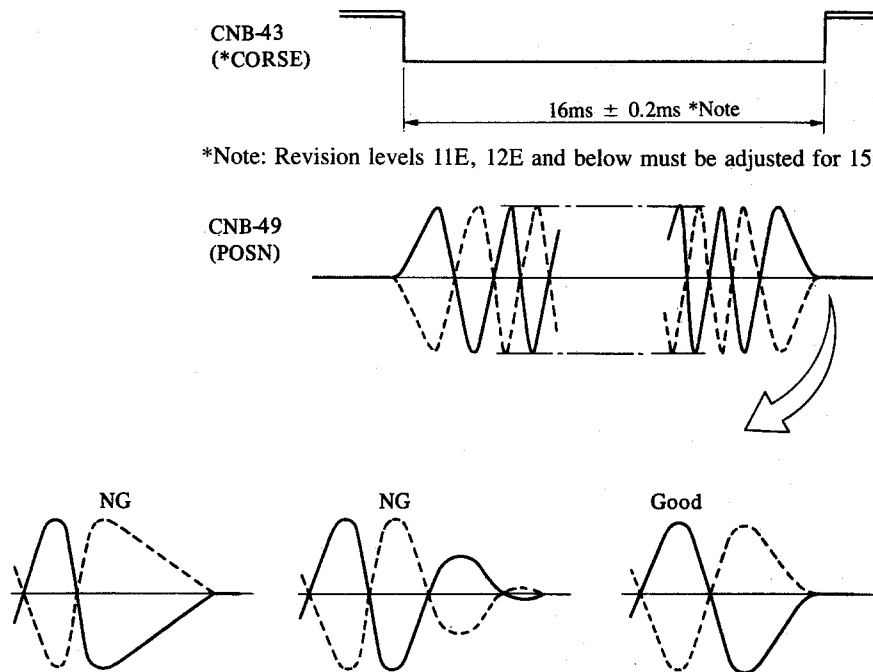 CNB-43
(*CORSE)
16ms ± 0.2ms *Note
*Note: Revision levels 11E, 12E and below must be adjusted for 15
CNB-49
(POSN)
NG
NG
Good